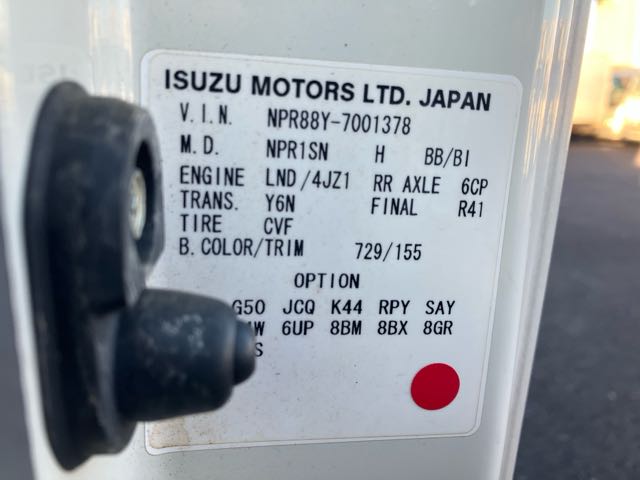 ISUZU MOTORS LTD. JAPAN
V.I.N. NPR88Y-7001378
M.D. NPR1SN H BB/BI
ENGINE LND/4JZ1 RR AXLE 6CP
TRANS. Y6N FINAL R41
TIRE CVF
B.COLOR/TRIM 729/155
OPTION
G50 JCQ K44 RPY SAY
6UP 8BM 8BX 8GR